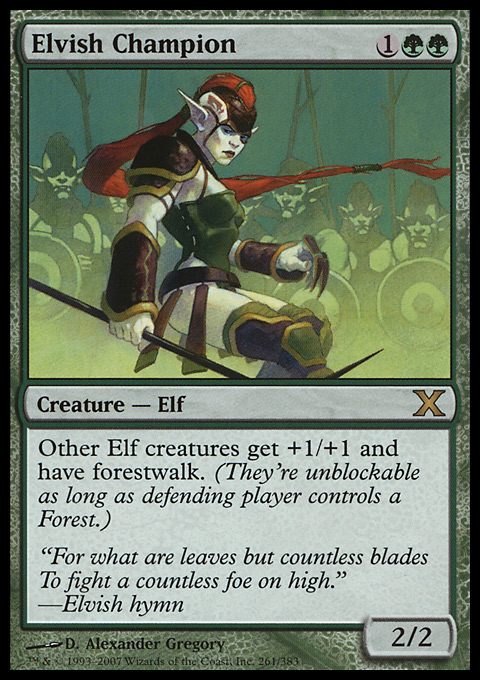 Elvish Champion 1
Creature — Elf X
Other Elf creatures get +1/+1 and
have forestwalk. (They're unblockable
as long as defending player controls a
Forest.)
“For what are leaves but countless blades
To fight a countless foe on high.”
—Elvish hymn
D. Alexander Gregory
™ & © 1993–2007 Wizards of the Coast, Inc. 261/383
2/2